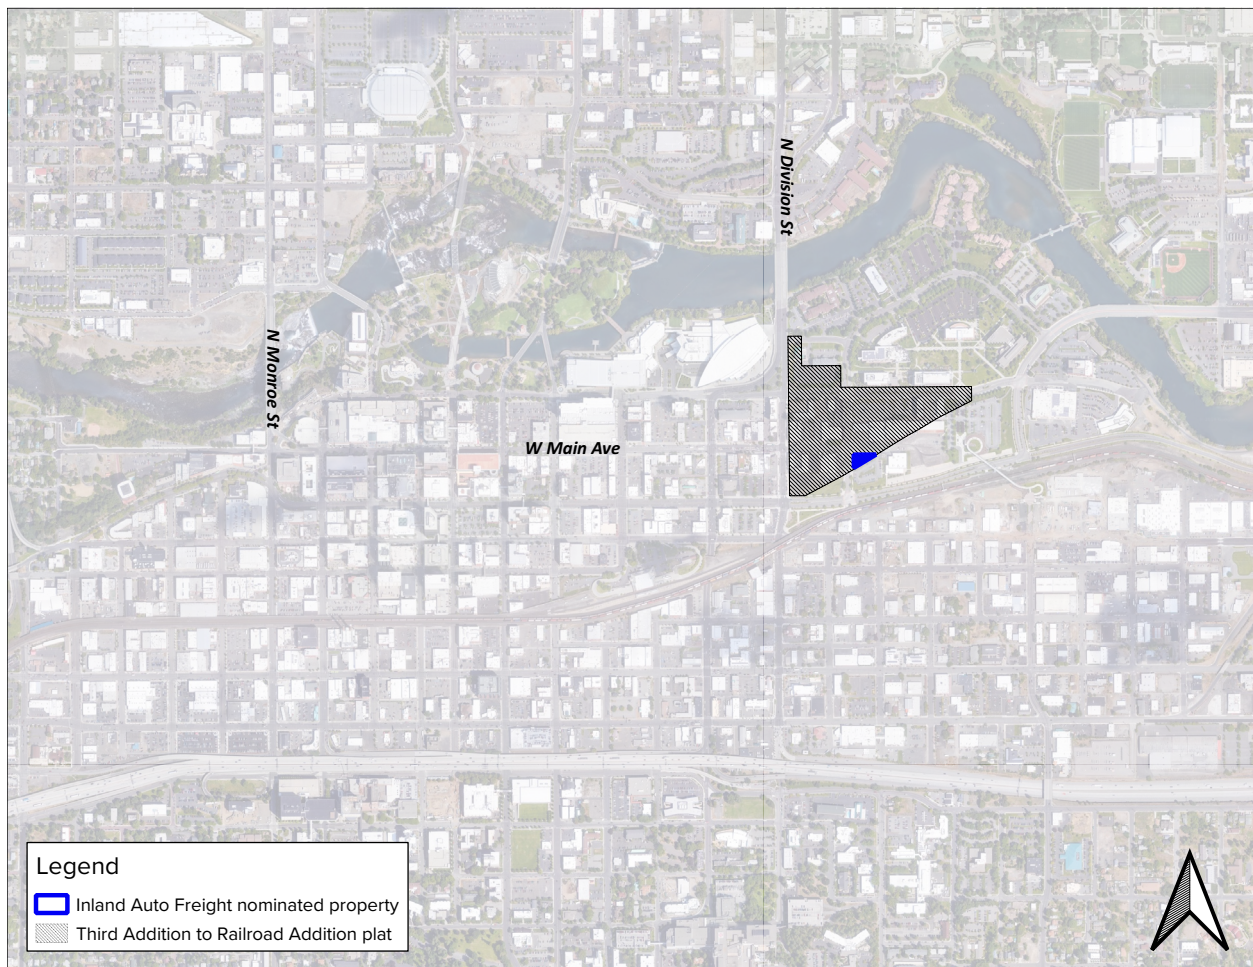 N Division St
N Monroe St
W Main Ave
Legend
Inland Auto Freight nominated property
Third Addition to Railroad Addition plat